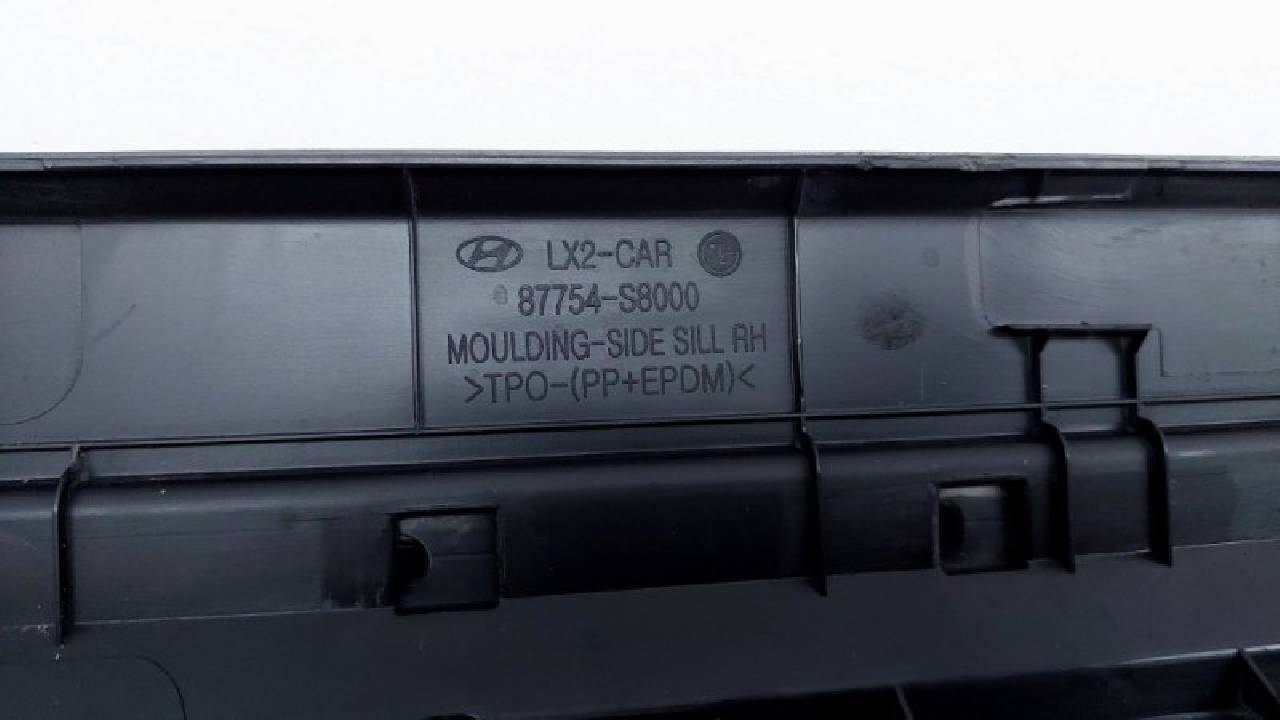 LX2-CAR
87754-S8000
MOULDING-SIDE SILL RH
>TPO-(PP+EPDM)<